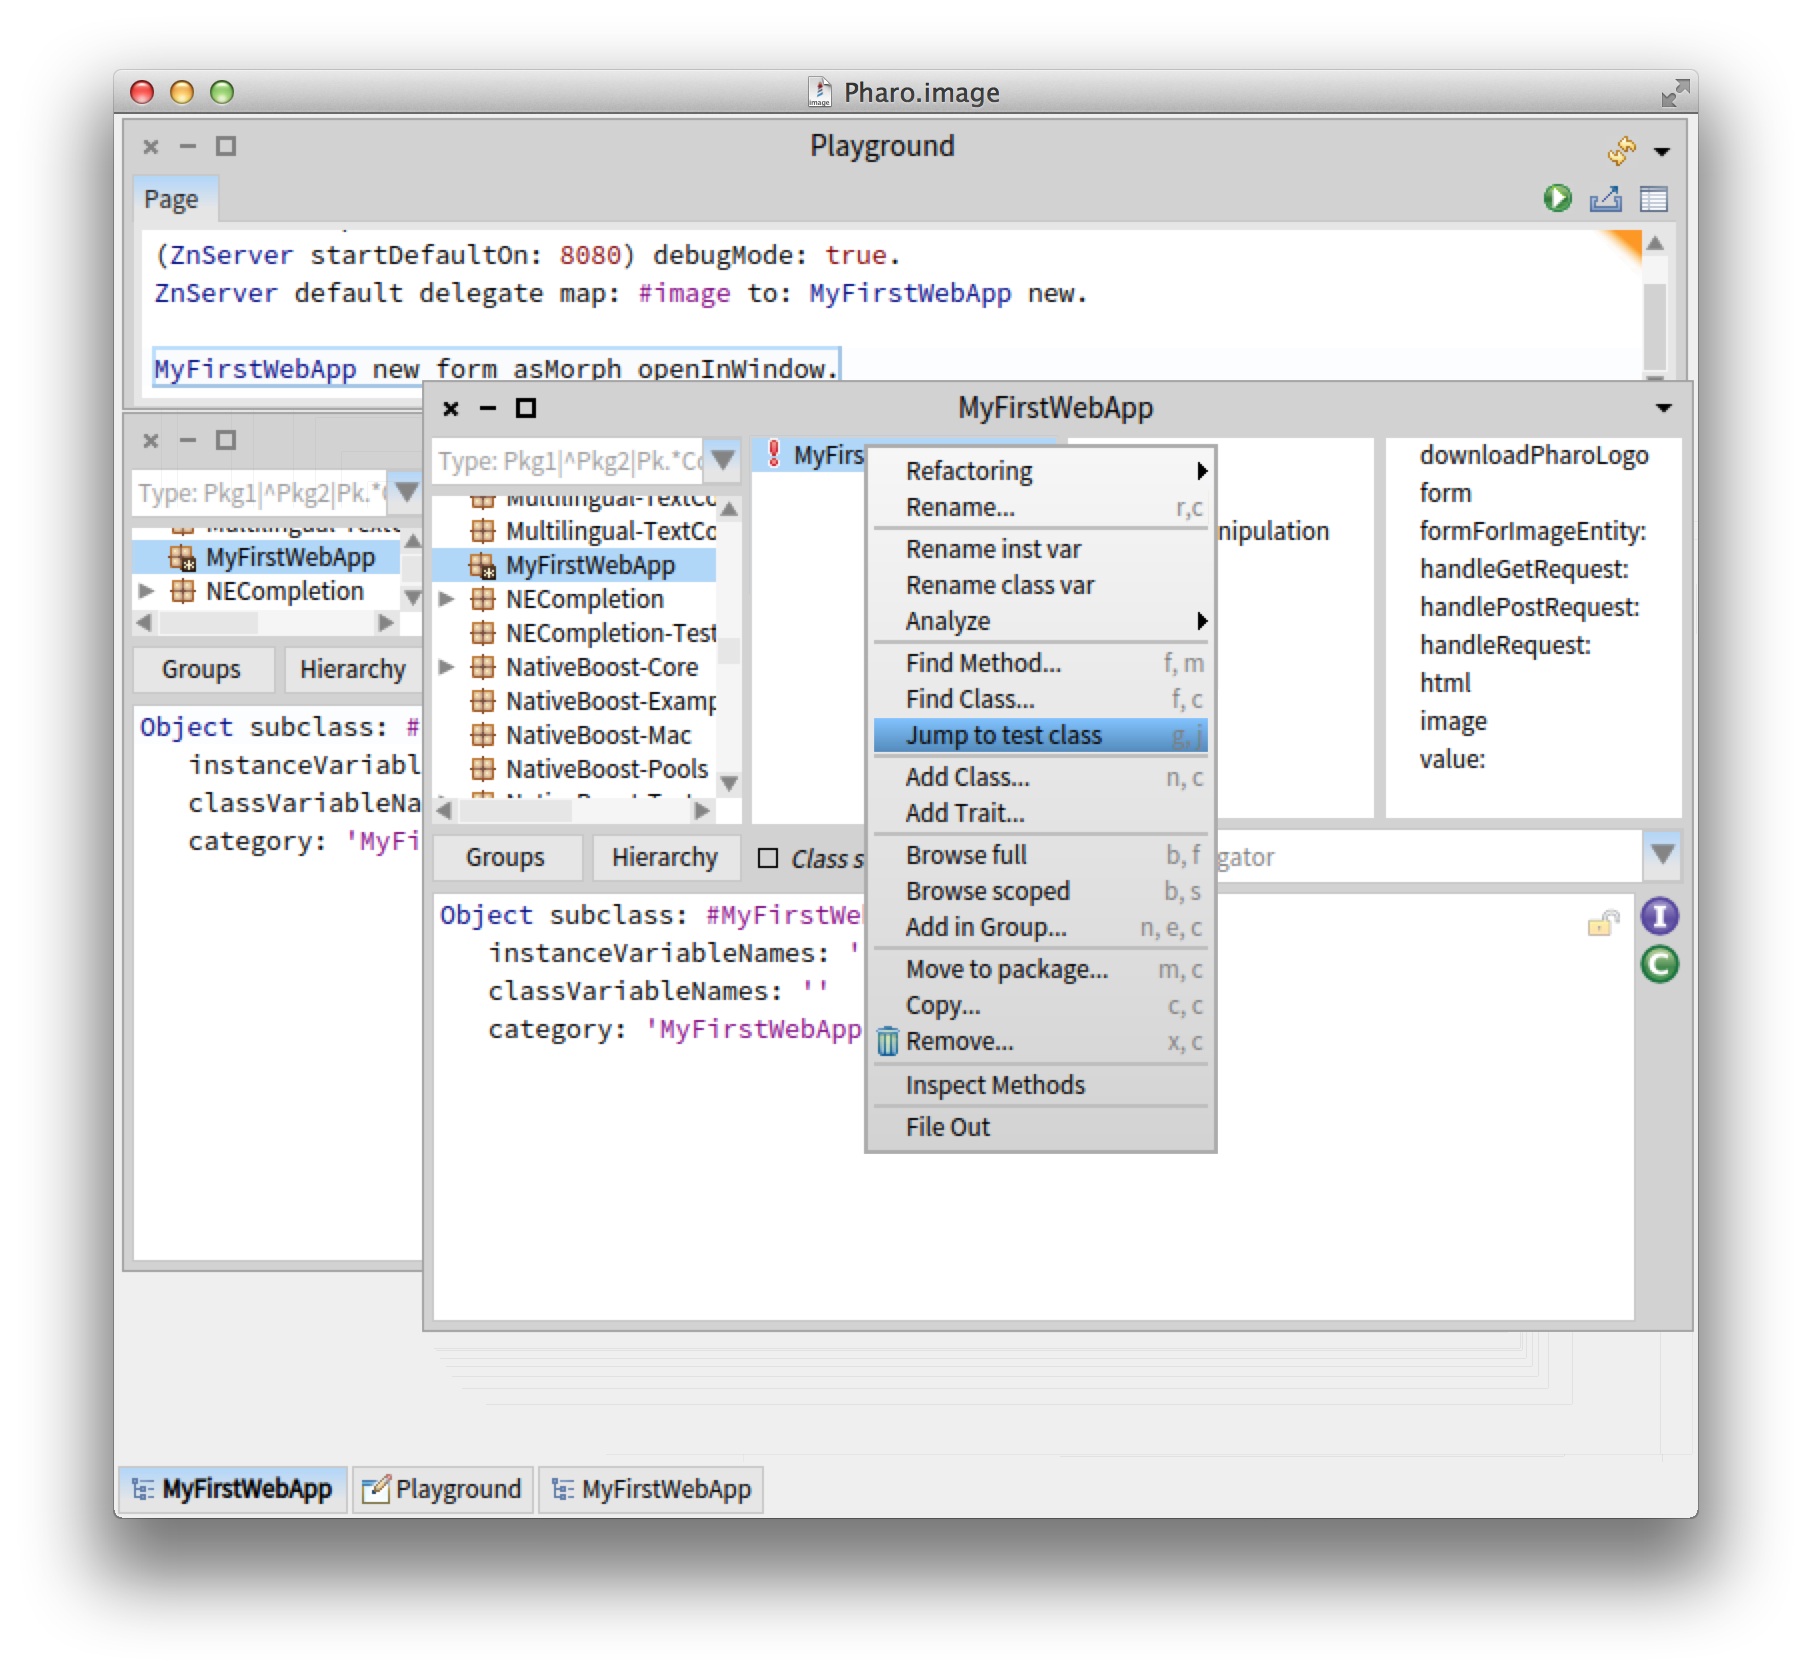 Pharo.image
Playground
Page
(ZnServer startDefaultOn: 8080) debugMode: true.
ZnServer default delegate map: #image to: MyFirstWebApp new.
MyFirstWebApp new form asMorph openInWindow.
MyFirstWebApp
Type: Pkg1|^Pkg2|Pk.*
MyFirstWebApp
NECompletion
Groups
Hierarchy
Object subclass: #
instanceVariabl
classVariableNa
category: 'MyFi
Type: Pkg1|^Pkg2|Pk.*Co
Multilingual-TextCo
Multilingual-TextCo
MyFirstWebApp
NECompletion
NECompletion-Test
NativeBoost-Core
NativeBoost-Examp
NativeBoost-Mac
NativeBoost-Pools
MyFirs
nipulation
downloadPharoLogo
form
formForImageEntity:
handleGetRequest:
handlePostRequest:
handleRequest:
html
image
value:
Groups
Hierarchy
Class s
gator
Object subclass: #MyFirstWe
instanceVariableNames: '
classVariableNames: ''
category: 'MyFirstWebApp
I
C
Refactoring
Rename... r,c
Rename inst var
Rename class var
Analyze
Find Method... f, m
Find Class... f, c
Jump to test class g, j
Add Class... n, c
Add Trait...
Browse full b, f
Browse scoped b, s
Add in Group... n, e, c
Move to package... m, c
Copy... c, c
Remove... x, c
Inspect Methods
File Out
MyFirstWebApp
Playground
MyFirstWebApp